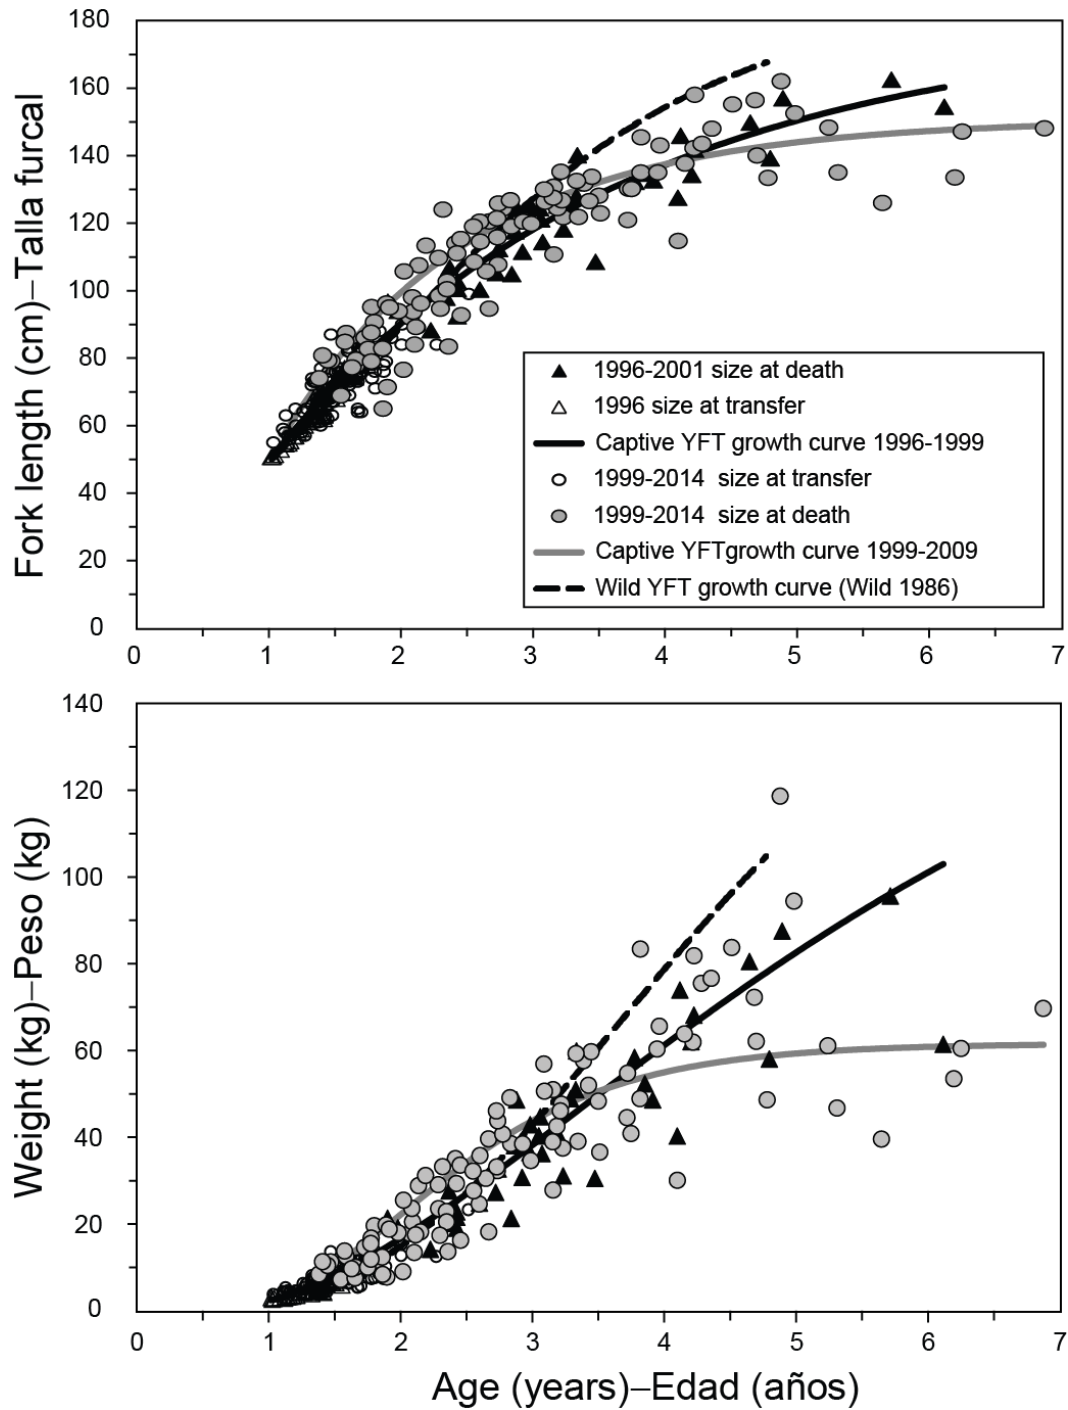 180
160
140
120
100
80
60
40
20
0
Fork length (cm)–Talla furcal
1996-2001 size at death
1996 size at transfer
Captive YFT growth curve 1996-1999
1999-2014 size at transfer
1999-2014 size at death
Captive YFTgrowth curve 1999-2009
Wild YFT growth curve (Wild 1986)
0 1 2 3 4 5 6 7
140
120
100
80
60
40
20
0
Weight (kg)–Peso (kg)
0 1 2 3 4 5 6 7
Age (years)–Edad (años)